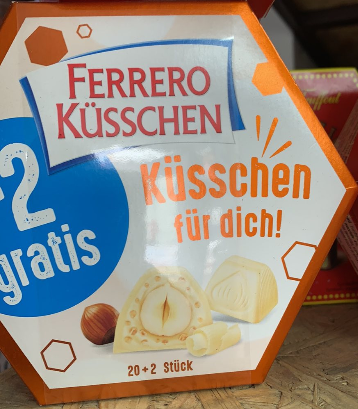 FERRERO
KÜSSCHEN
+2
gratis
Küsschen
für dich!
20+2 Stück